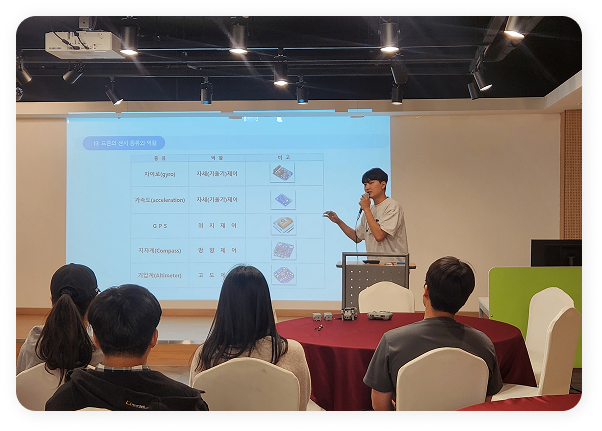 10. 드론의 센서 종류와 역할
종 류 역 할 비 고
자이로(gyro) 자세(기울기)제어
가속도(acceleration) 자세(기울기)제어
G P S 위 치 제 어
지자계(Compass) 방 향 제 어
기압계(Altimeter) 고 도 제 어